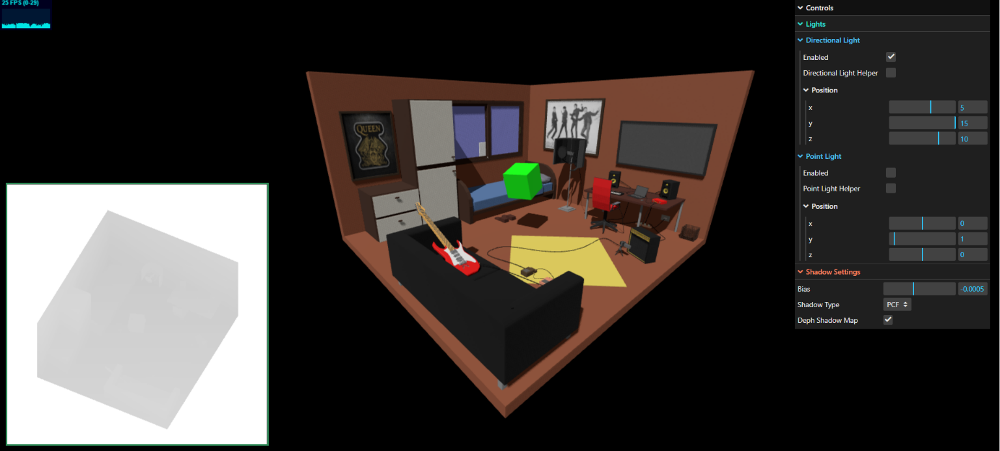 25 FPS (0-29)
Controls
Lights
Directional Light
Enabled
Directional Light Helper
Position
x 5
y 15
z 10
Point Light
Enabled
Point Light Helper
Position
x 0
y 1
z 0
Shadow Settings
Bias -0.0005
Shadow Type PCF
Deph Shadow Map
QUEEN